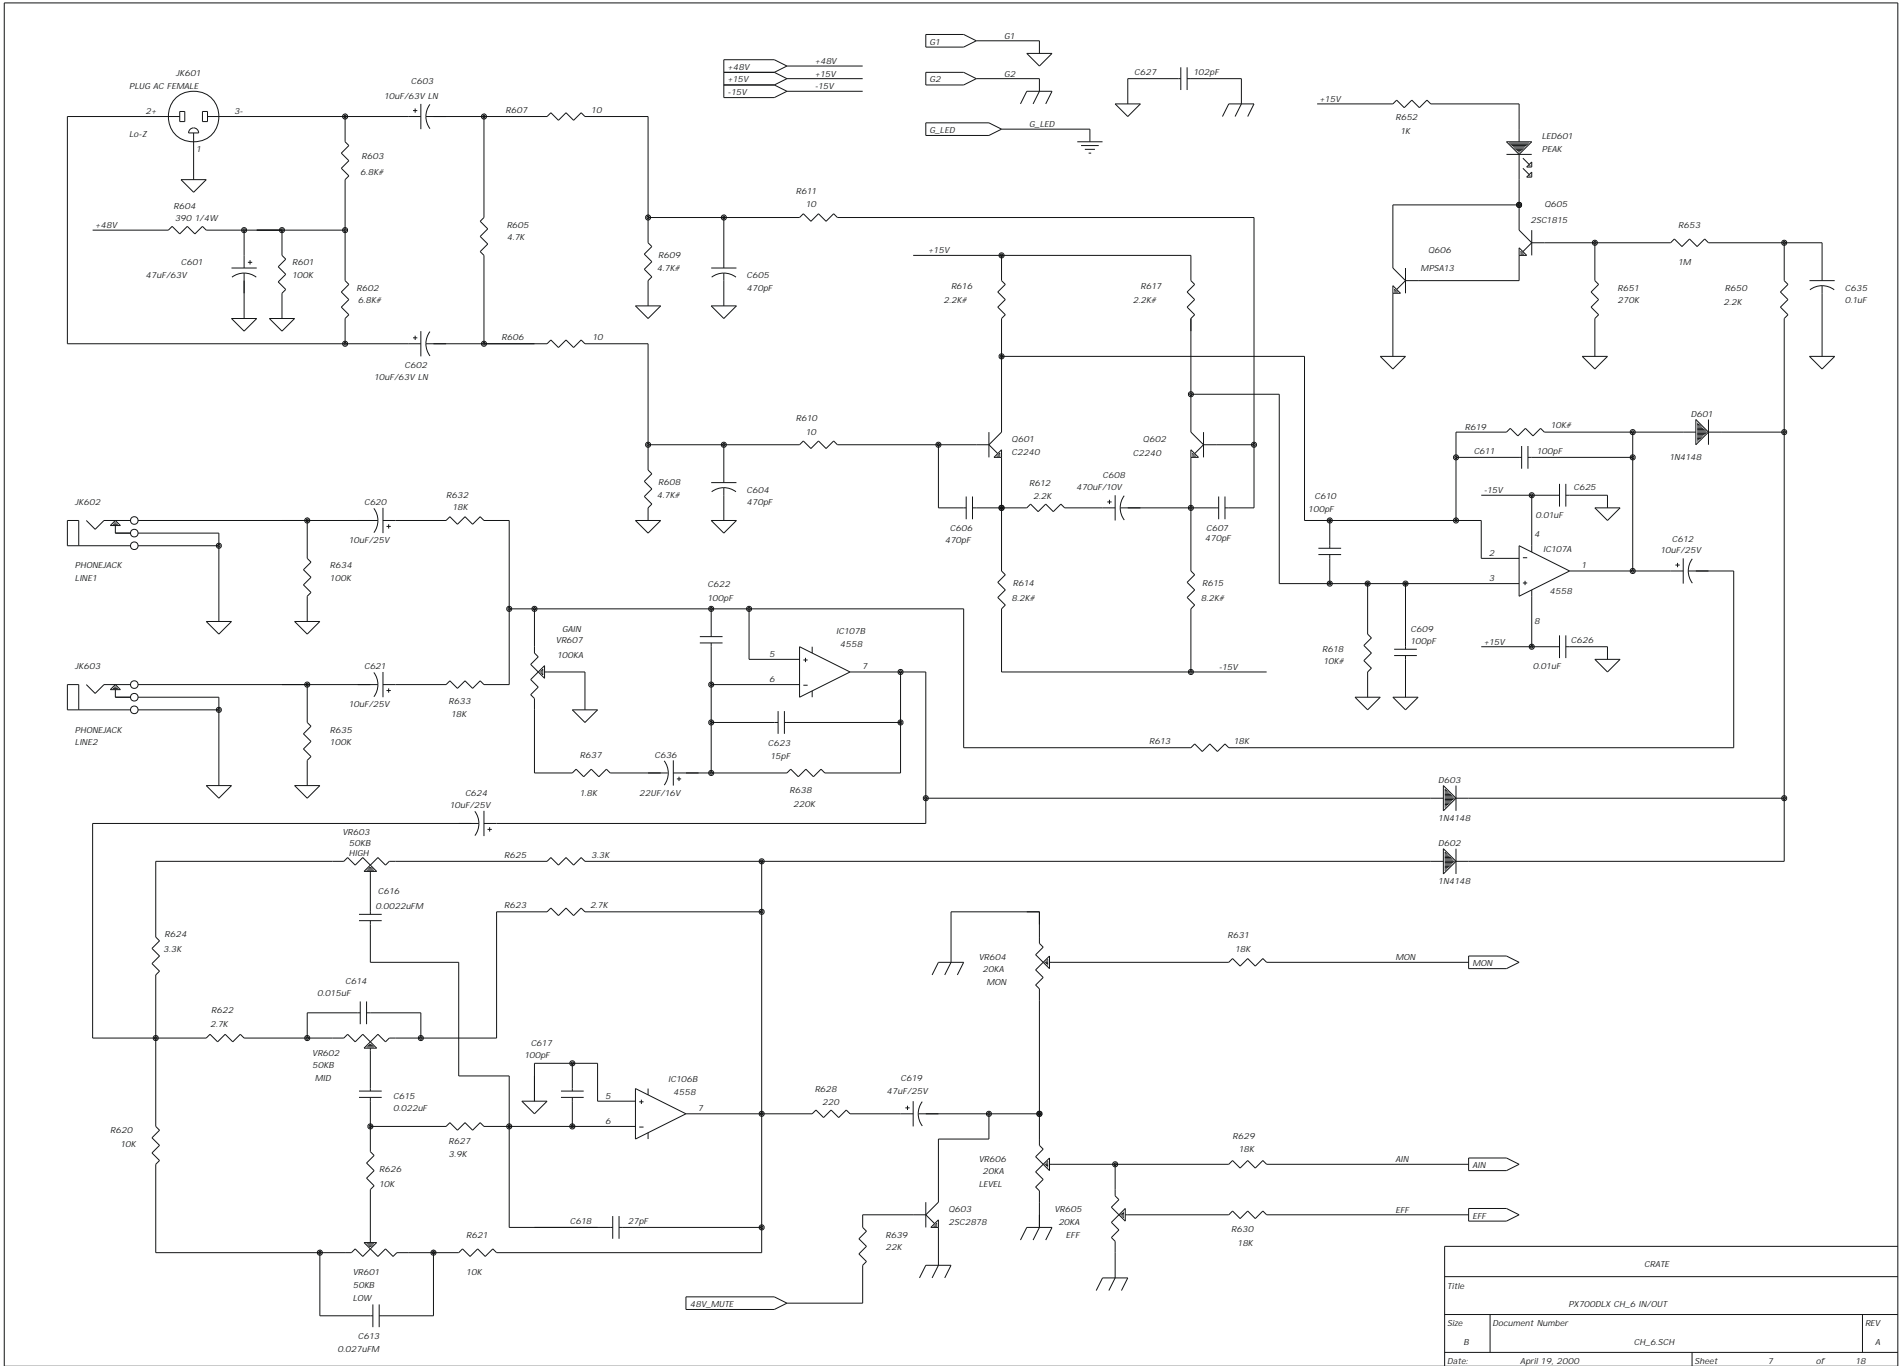 JK601
PLUG AC FEMALE
2+
3-
Lo-Z
1
C603
10uF/63V LN
+
R607
10
R603
6.8K#
R604
390 1/4W
+48V
C601
47uF/63V
+
R601
100K
R602
6.8K#
R605
4.7K
+
C602
10uF/63V LN
R606
10
+48V
+48V
+15V
+15V
-15V
-15V
G1
G1
G2
G2
G_LED
G_LED
C627
102pF
R611
10
R609
4.7K#
C605
470pF
R610
10
R608
4.7K#
C604
470pF
+15V
R616
2.2K#
R617
2.2K#
Q601
C2240
Q602
C2240
C606
470pF
R612
2.2K
C608
470uF/10V
+
C607
470pF
R614
8.2K#
R615
8.2K#
-15V
+15V
R652
1K
LED601
PEAK
Q605
2SC1815
Q606
MPSA13
R653
1M
R651
270K
R650
2.2K
C635
0.1uF
R619
10K#
C611
100pF
D601
1N4148
C610
100pF
-15V
C625
0.01uF
4
IC107A
2
-
3
+
1
4558
8
+15V
C626
0.01uF
C612
10uF/25V
+
R618
10K#
C609
100pF
R613
18K
JK602
PHONEJACK
LINE1
C620
+
10uF/25V
R632
18K
R634
100K
JK603
PHONEJACK
LINE2
C621
+
10uF/25V
R633
18K
R635
100K
GAIN
VR607
100KA
C622
100pF
IC107B
4558
5
+
6
-
7
C623
15pF
R637
1.8K
C636
+
22UF/16V
R638
220K
C624
10uF/25V
+
D603
1N4148
D602
1N4148
VR603
50KB
HIGH
R625
3.3K
C616
0.0022uFM
R623
2.7K
R624
3.3K
C614
0.015uF
R622
2.7K
VR602
50KB
MID
C615
0.022uF
C617
100pF
IC106B
4558
5
+
6
-
7
R620
10K
R627
3.9K
R626
10K
C618
27pF
R621
10K
VR601
50KB
LOW
C613
0.027uFM
R628
220
C619
47uF/25V
+
Q603
2SC2878
R639
22K
48V_MUTE
VR604
20KA
MON
R631
18K
MON
MON
VR606
20KA
LEVEL
R629
18K
AIN
AIN
VR605
20KA
EFF
R630
18K
EFF
EFF
CRATE
Title
PX700DLX CH_6 IN/OUT
Size
Document Number
REV
B
CH_6.SCH
A
Date:
April 19, 2000
Sheet
7
of
18